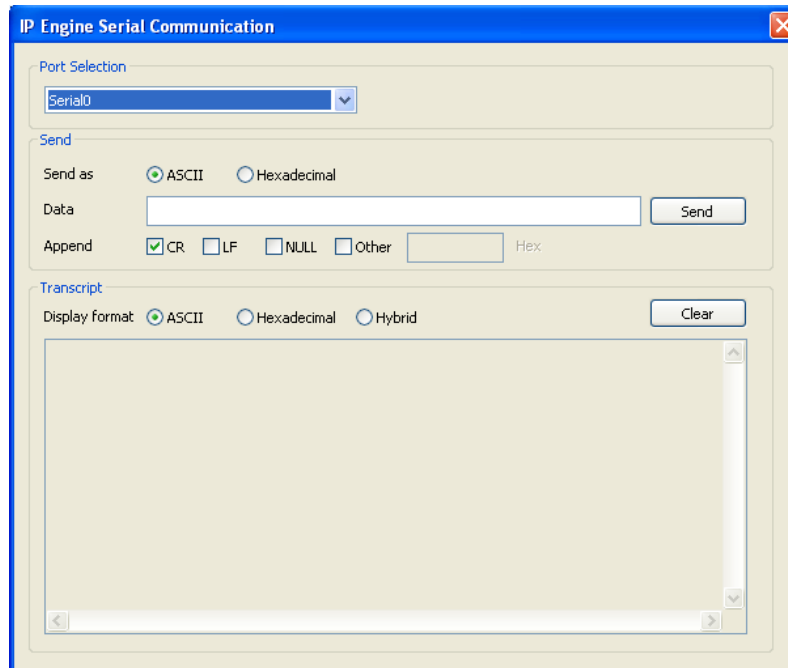 IP Engine Serial Communication
Port Selection
Serial0
Send
Send as ASCII Hexadecimal
Data Send
Append CR LF NULL Other Hex
Transcript
Display format ASCII Hexadecimal Hybrid Clear